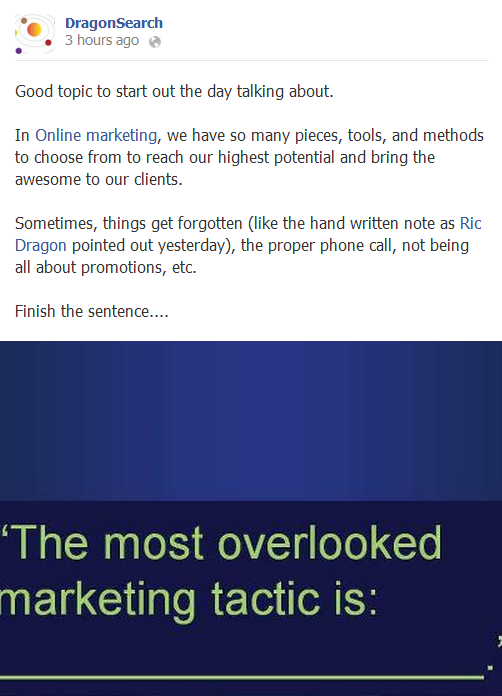 DragonSearch
3 hours ago
Good topic to start out the day talking about.
In Online marketing, we have so many pieces, tools, and methods
to choose from to reach our highest potential and bring the
awesome to our clients.
Sometimes, things get forgotten (like the hand written note as Ric
Dragon pointed out yesterday), the proper phone call, not being
all about promotions, etc.
Finish the sentence....
“The most overlooked
marketing tactic is:
____________________.”